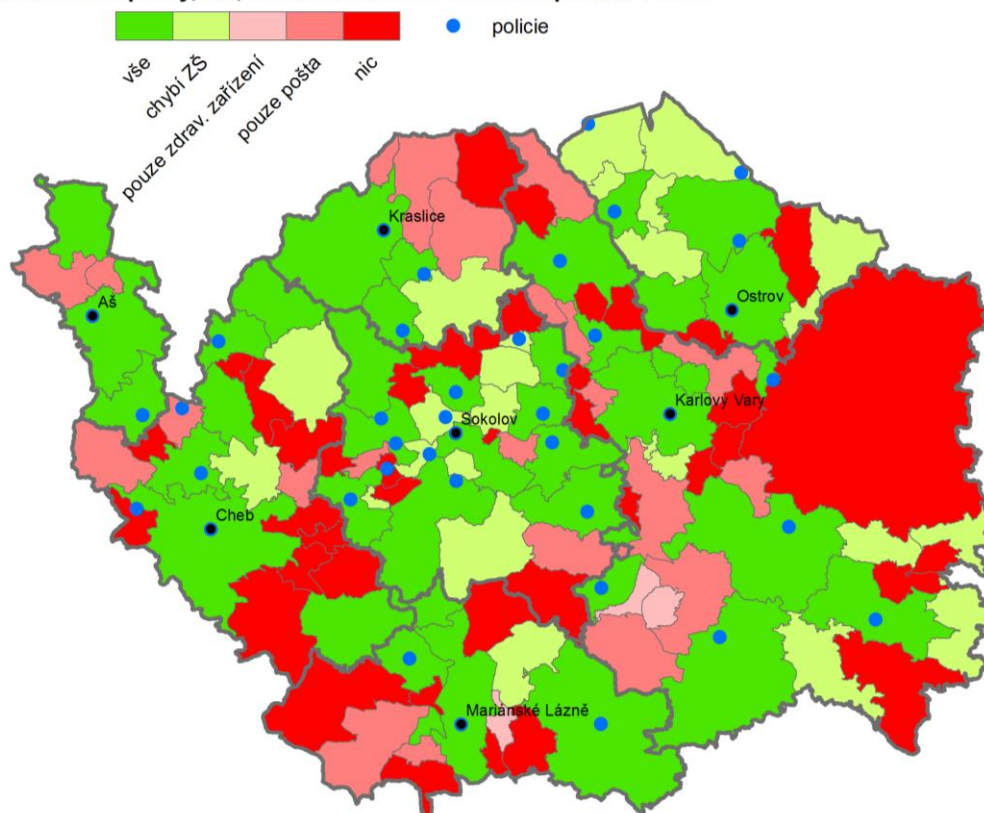 policie
vše
chybí ZŠ
pouze zdrav. zařízení
pouze pošta
nic
Kraslice
Aš
Ostrov
Karlovy Vary
Sokolov
Cheb
Mariánské Lázně